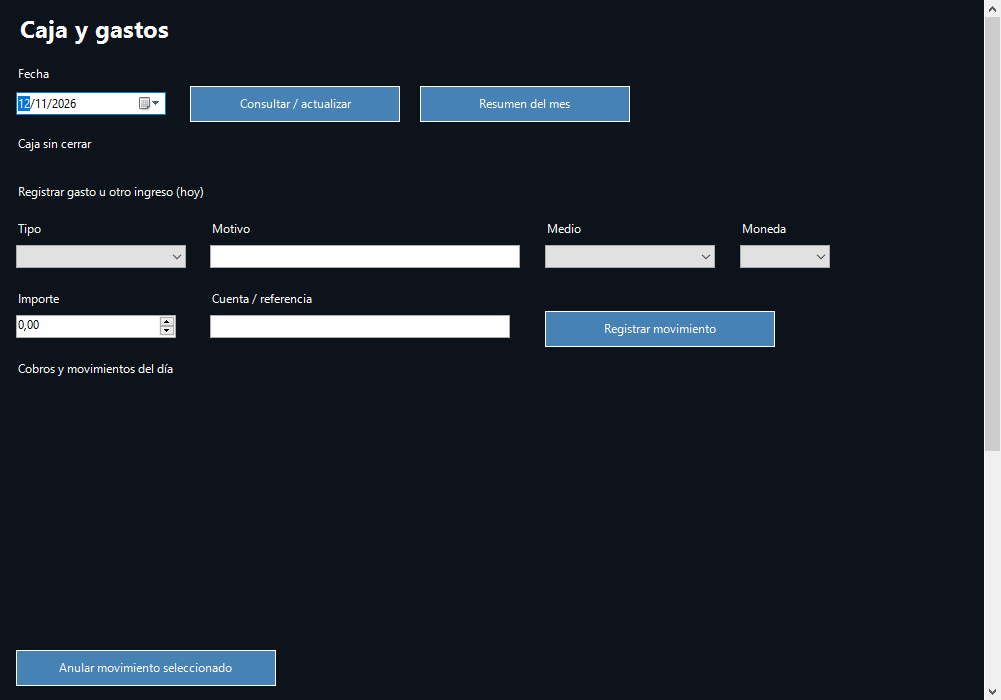 Caja y gastos
Fecha
12/11/2026
Consultar / actualizar
Resumen del mes
Caja sin cerrar
Registrar gasto u otro ingreso (hoy)
Tipo
Motivo
Medio
Moneda
Importe
Cuenta / referencia
0,00
Registrar movimiento
Cobros y movimientos del día
Anular movimiento seleccionado